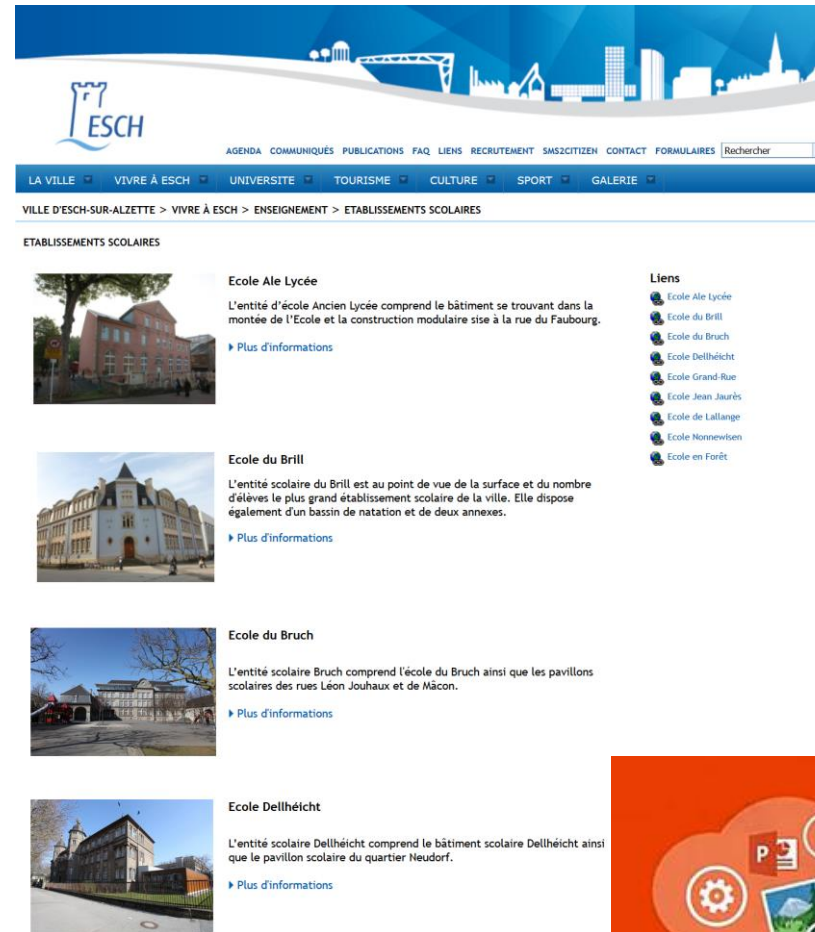 ESCH
AGENDA COMMUNIQUÉS PUBLICATIONS FAQ LIENS RECRUTEMENT SMS2CITIZEN CONTACT FORMULAIRES Rechercher
LA VILLE VIVRE À ESCH UNIVERSITE TOURISME CULTURE SPORT GALERIE
VILLE D'ESCH-SUR-ALZETTE > VIVRE À ESCH > ENSEIGNEMENT > ETABLISSEMENTS SCOLAIRES
ETABLISSEMENTS SCOLAIRES
Ecole Ale Lycée
L'entité d'école Ancien Lycée comprend le bâtiment se trouvant dans la
montée de l'Ecole et la construction modulaire sise à la rue du Faubourg.
Plus d'informations
Ecole du Brill
L'entité scolaire du Brill est au point de vue de la surface et du nombre
d'élèves le plus grand établissement scolaire de la ville. Elle dispose
également d'un bassin de natation et de deux annexes.
Plus d'informations
Ecole du Bruch
L'entité scolaire Bruch comprend l'école du Bruch ainsi que les pavillons
scolaires des rues Léon Jouhaux et de Mâcon.
Plus d'informations
Ecole Dellhéicht
L'entité scolaire Dellhéicht comprend le bâtiment scolaire Dellhéicht ainsi
que le pavillon scolaire du quartier Neudorf.
Plus d'informations
Liens
Ecole Ale Lycée
Ecole du Brill
Ecole du Bruch
Ecole Dellhéicht
Ecole Grand-Rue
Ecole Jean Jaurès
Ecole de Lallange
Ecole Nonnewisen
Ecole en Forêt
P